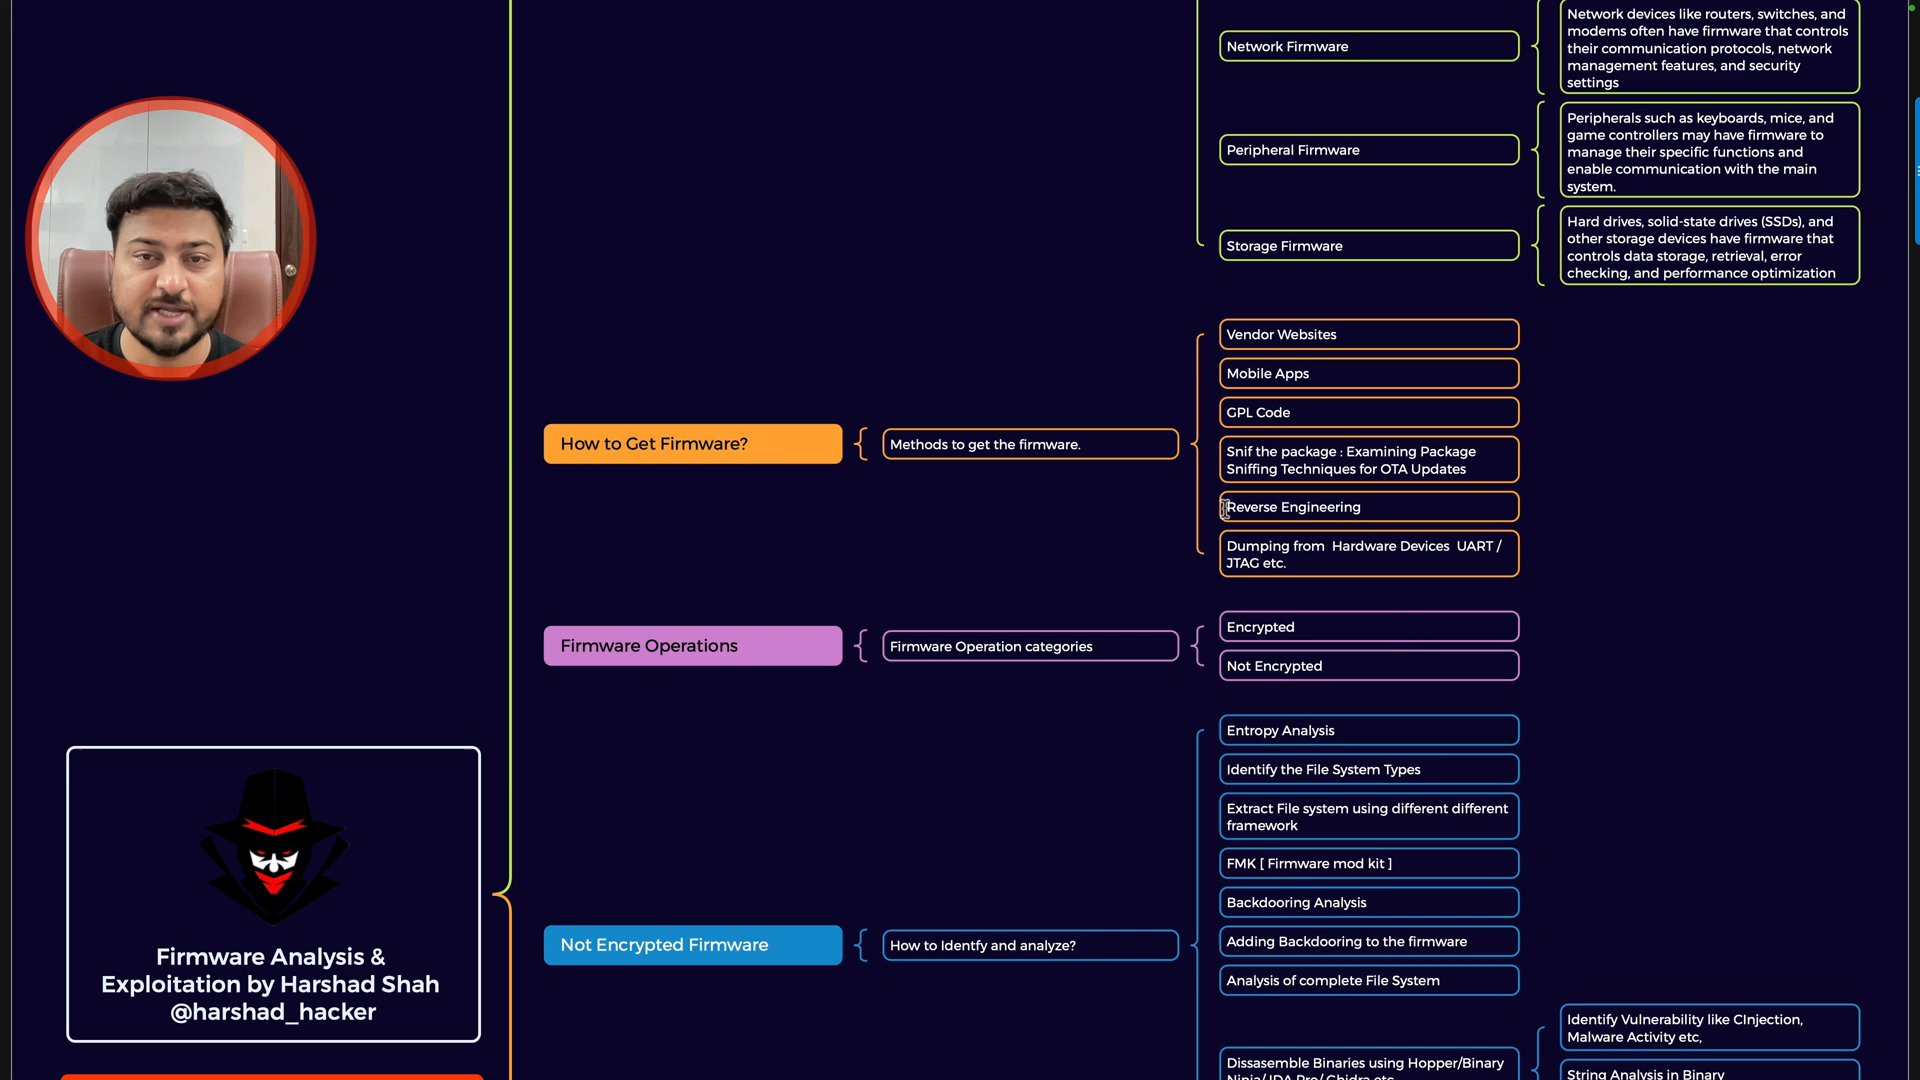 Network Firmware
Network devices like routers, switches, and
modems often have firmware that controls
their communication protocols, network
management features, and security
settings
Peripheral Firmware
Peripherals such as keyboards, mice, and
game controllers may have firmware to
manage their specific functions and
enable communication with the main
system.
Storage Firmware
Hard drives, solid-state drives (SSDs), and
other storage devices have firmware that
controls data storage, retrieval, error
checking, and performance optimization
How to Get Firmware?
Methods to get the firmware.
Vendor Websites
Mobile Apps
GPL Code
Snif the package : Examining Package
Sniffing Techniques for OTA Updates
Reverse Engineering
Dumping from Hardware Devices UART /
JTAG etc.
Firmware Operations
Firmware Operation categories
Encrypted
Not Encrypted
Not Encrypted Firmware
How to Identify and analyze?
Entropy Analysis
Identify the File System Types
Extract File system using different different
framework
FMK [ Firmware mod kit ]
Backdooring Analysis
Adding Backdooring to the firmware
Analysis of complete File System
Dissasemble Binaries using Hopper/Binary
Ninja/ IDA Pro/ Ghidra etc
Identify Vulnerability like CInjection,
Malware Activity etc,
String Analysis in Binary
Firmware Analysis &
Exploitation by Harshad Shah
@harshad_hacker